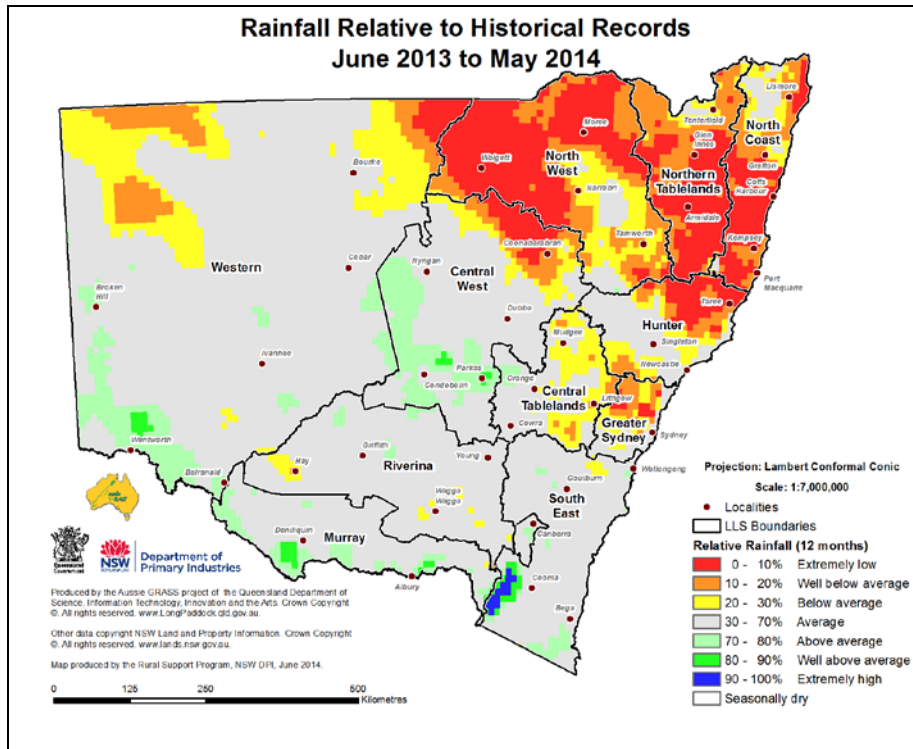 Rainfall Relative to Historical Records
June 2013 to May 2014
Lismore
Tenterfield
North
Coast
Moree
Glen
Innes
Grafton
North
West
Walgett
Bourke
Northern
Tablelands
Coffs
Harbour
Narrabri
Armidale
Tamworth
Kempsey
Coonabarabran
Port
Macquarie
Western
Cobar
Nyngan
Central
West
Taree
Broken
Hill
Dubbo
Hunter
Mudgee
Singleton
Ivanhoe
Newcastle
Parkes
Condobolin
Orange
Central
Tablelands
Lithgow
Greater
Sydney
Cowra
Sydney
Wentworth
Griffith
Young
Hay
Riverina
Balranald
Goulburn
Wollongong
South
East
Wagga
Wagga
Canberra
Deniliquin
Murray
Cooma
Albury
Bega
Projection: Lambert Conformal Conic
Scale: 1:7,000,000
Localities
LLS Boundaries
Relative Rainfall (12 months)
0 - 10% Extremely low
10 - 20% Well below average
20 - 30% Below average
30 - 70% Average
70 - 80% Above average
80 - 90% Well above average
90 - 100% Extremely high
Seasonally dry
Queensland
Government
NSW
GOVERNMENT
Department of
Primary Industries
Produced by the Aussie GRASS project of the Queensland Department of
Science, Information Technology, Innovation and the Arts. Crown Copyright
©. All rights reserved. www.LongPaddock.qld.gov.au.
Other data copyright NSW Land and Property Information. Crown Copyright
©. All rights reserved. www.lands.nsw.gov.au.
Map produced by the Rural Support Program, NSW DPI, June 2014.
0 125 250 500
Kilometres